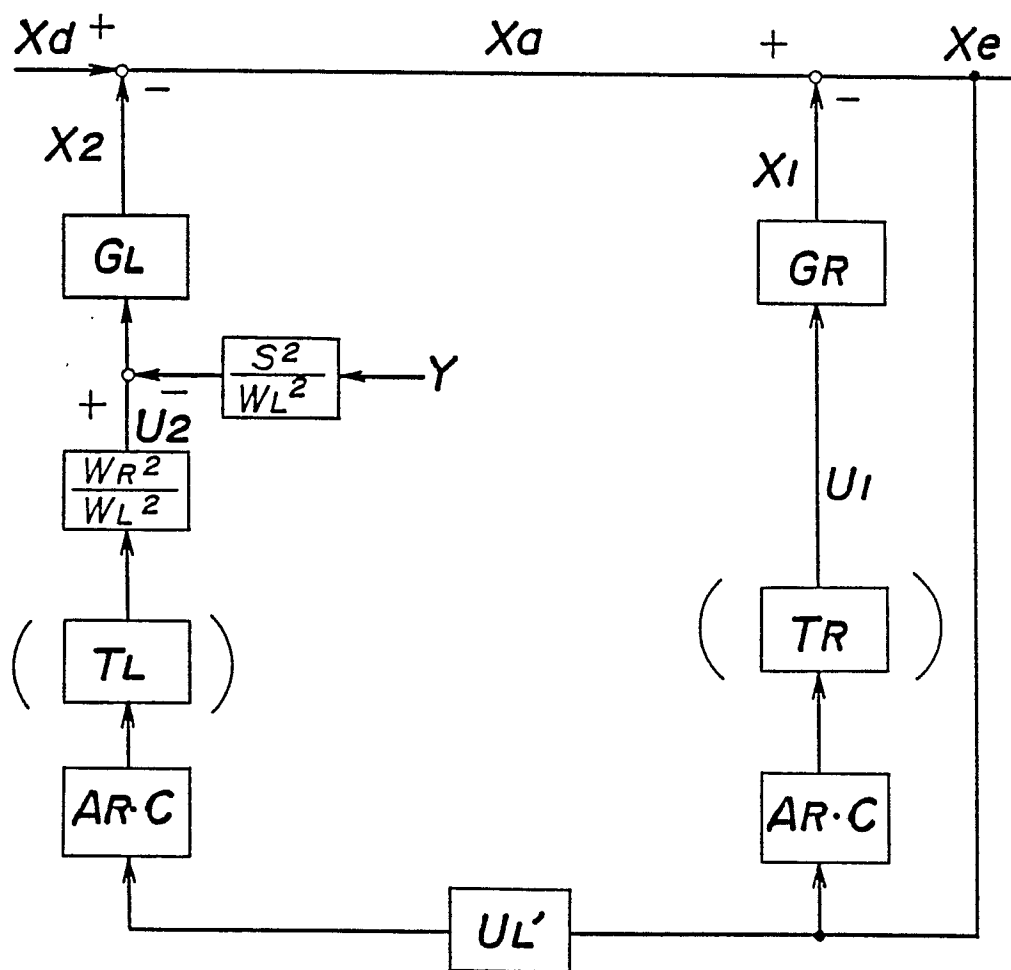 Xd + Xa + Xe
− −
X2 X1
GL GR
S² / WL² Y
+ − U2
WR² / WL² U1
( TL ) ( TR )
AR·C AR·C
UL′